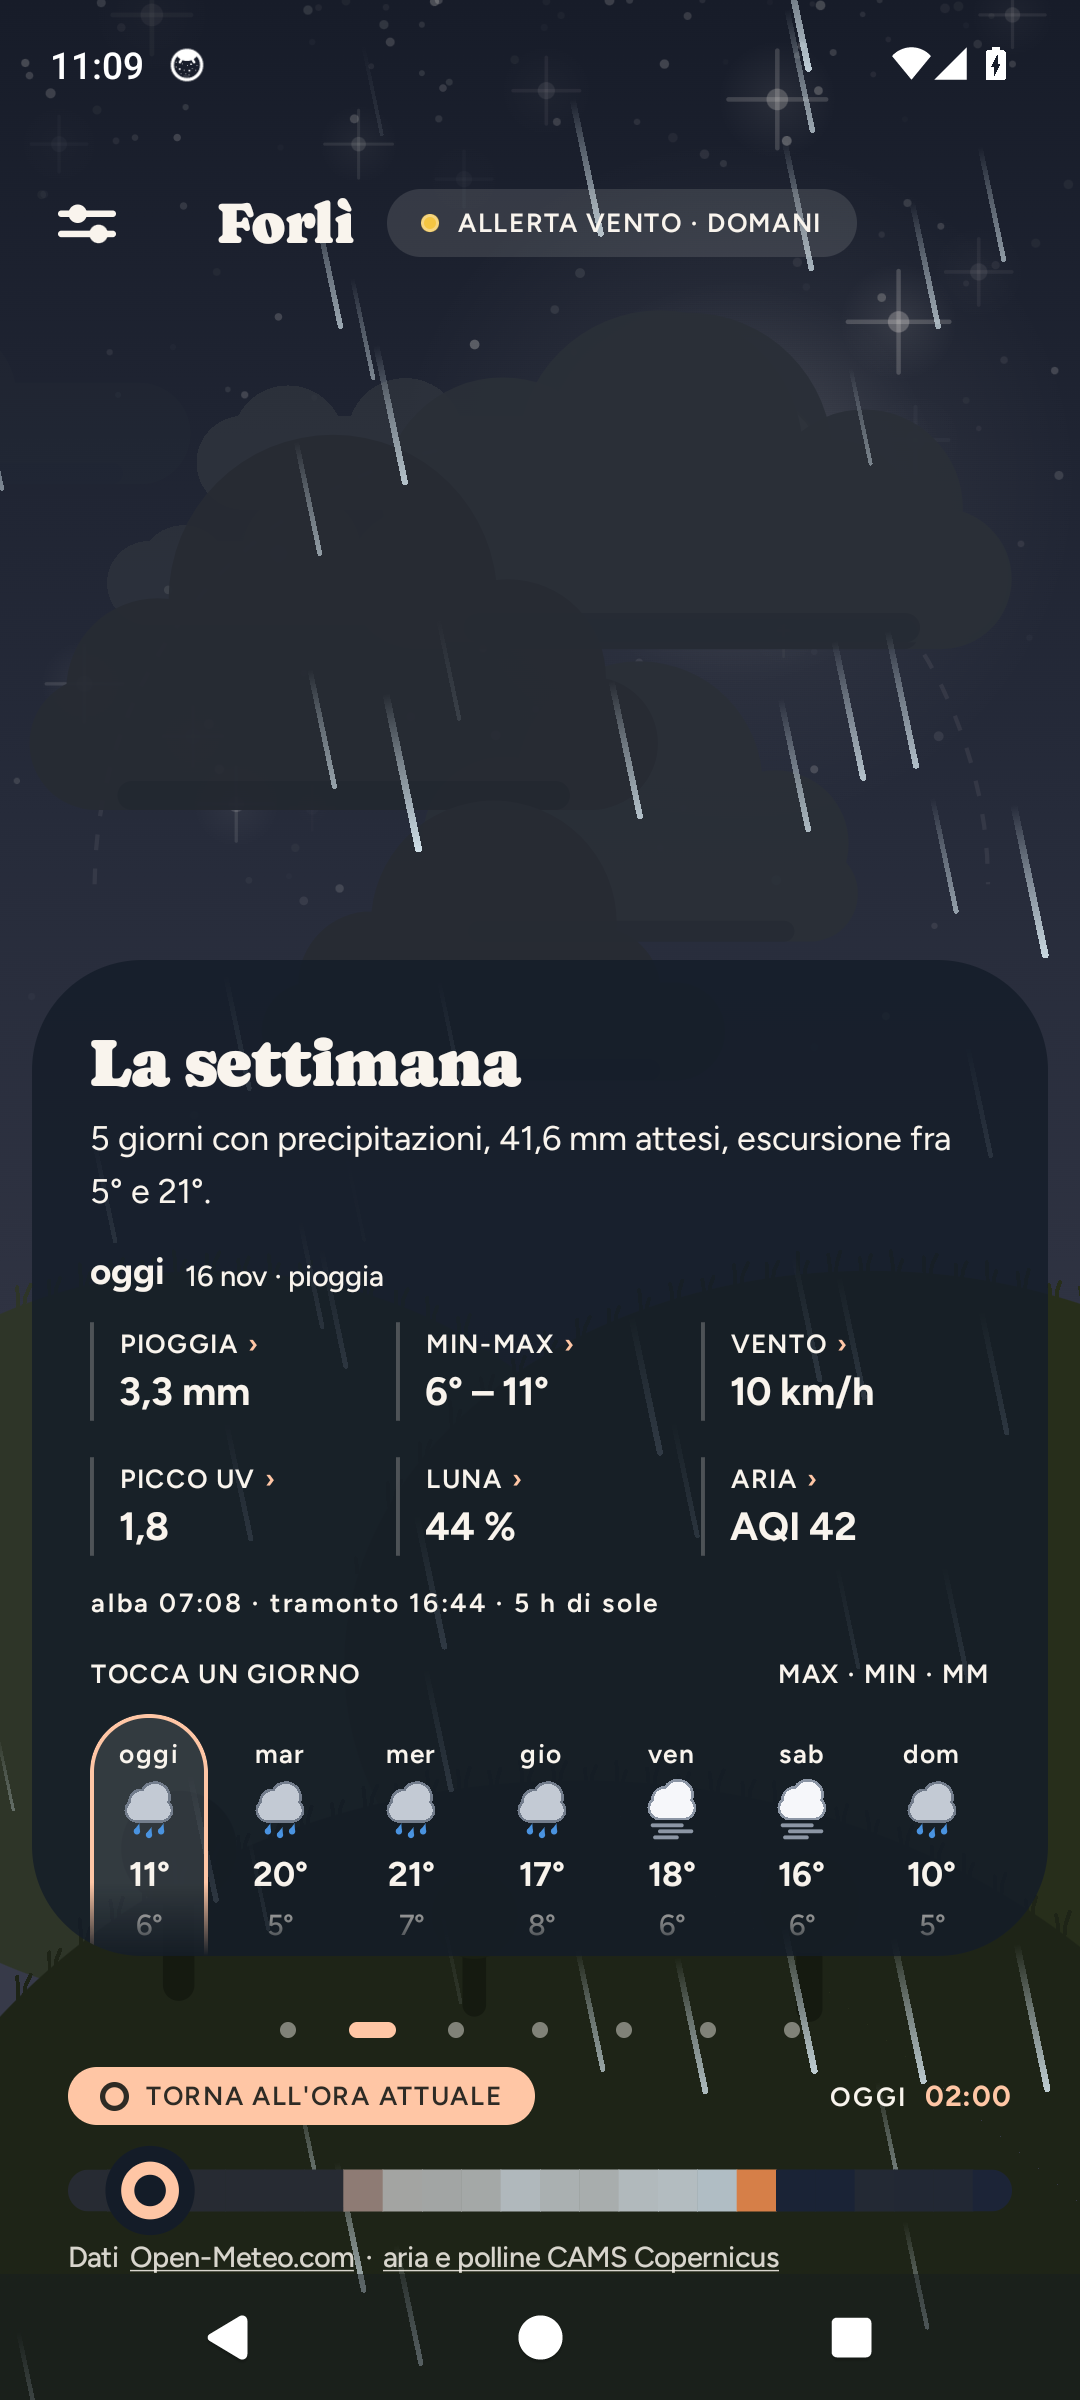 11:09
Forlì
ALLERTA VENTO · DOMANI
La settimana
5 giorni con precipitazioni, 41,6 mm attesi, escursione fra
5° e 21°.
oggi 16 nov · pioggia
PIOGGIA › MIN-MAX › VENTO ›
3,3 mm 6° – 11° 10 km/h
PICCO UV › LUNA › ARIA ›
1,8 44 % AQI 42
alba 07:08 · tramonto 16:44 · 5 h di sole
TOCCA UN GIORNO MAX · MIN · MM
oggi mar mer gio ven sab dom
11° 20° 21° 17° 18° 16° 10°
6° 5° 7° 8° 6° 6° 5°
TORNA ALL'ORA ATTUALE OGGI 02:00
Dati Open-Meteo.com · aria e polline CAMS Copernicus